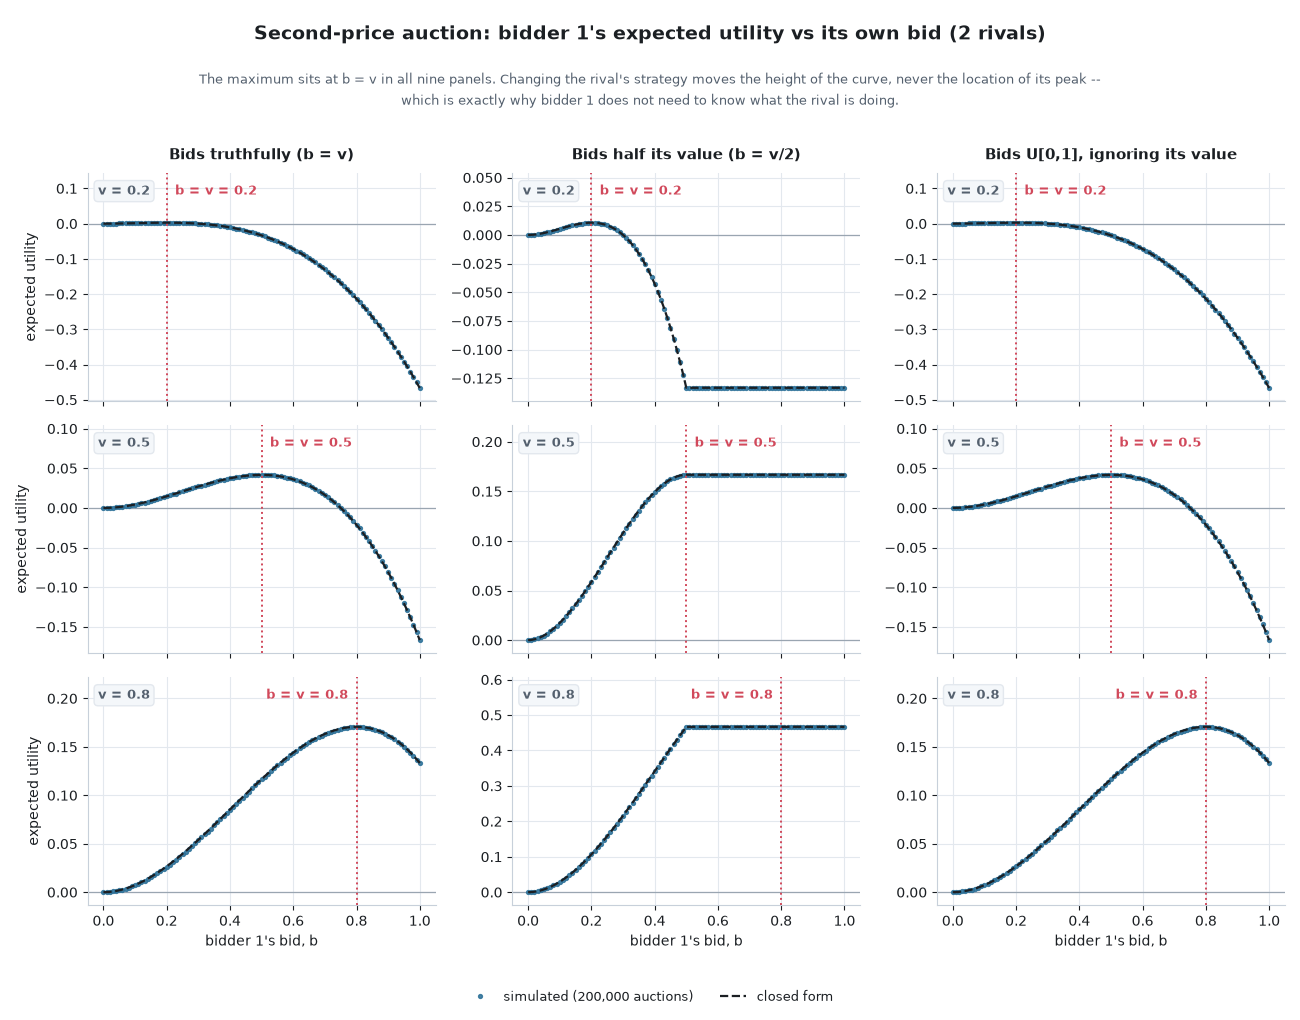 Second-price auction: bidder 1's expected utility vs its own bid (2 rivals)
The maximum sits at b = v in all nine panels. Changing the rival's strategy moves the height of the curve, never the location of its peak --
which is exactly why bidder 1 does not need to know what the rival is doing.
Bids truthfully (b = v)
v = 0.2
b = v = 0.2
0.1
0.0
−0.1
−0.2
−0.3
−0.4
−0.5
expected utility
Bids half its value (b = v/2)
v = 0.2
b = v = 0.2
0.050
0.025
0.000
−0.025
−0.050
−0.075
−0.100
−0.125
Bids U[0,1], ignoring its value
v = 0.2
b = v = 0.2
0.1
0.0
−0.1
−0.2
−0.3
−0.4
−0.5
v = 0.5
b = v = 0.5
0.10
0.05
0.00
−0.05
−0.10
−0.15
expected utility
v = 0.5
b = v = 0.5
0.20
0.15
0.10
0.05
0.00
v = 0.5
b = v = 0.5
0.10
0.05
0.00
−0.05
−0.10
−0.15
v = 0.8
b = v = 0.8
0.20
0.15
0.10
0.05
0.00
expected utility
0.0 0.2 0.4 0.6 0.8 1.0
bidder 1's bid, b
v = 0.8
b = v = 0.8
0.6
0.5
0.4
0.3
0.2
0.1
0.0
0.0 0.2 0.4 0.6 0.8 1.0
bidder 1's bid, b
v = 0.8
b = v = 0.8
0.20
0.15
0.10
0.05
0.00
0.0 0.2 0.4 0.6 0.8 1.0
bidder 1's bid, b
simulated (200,000 auctions)
closed form